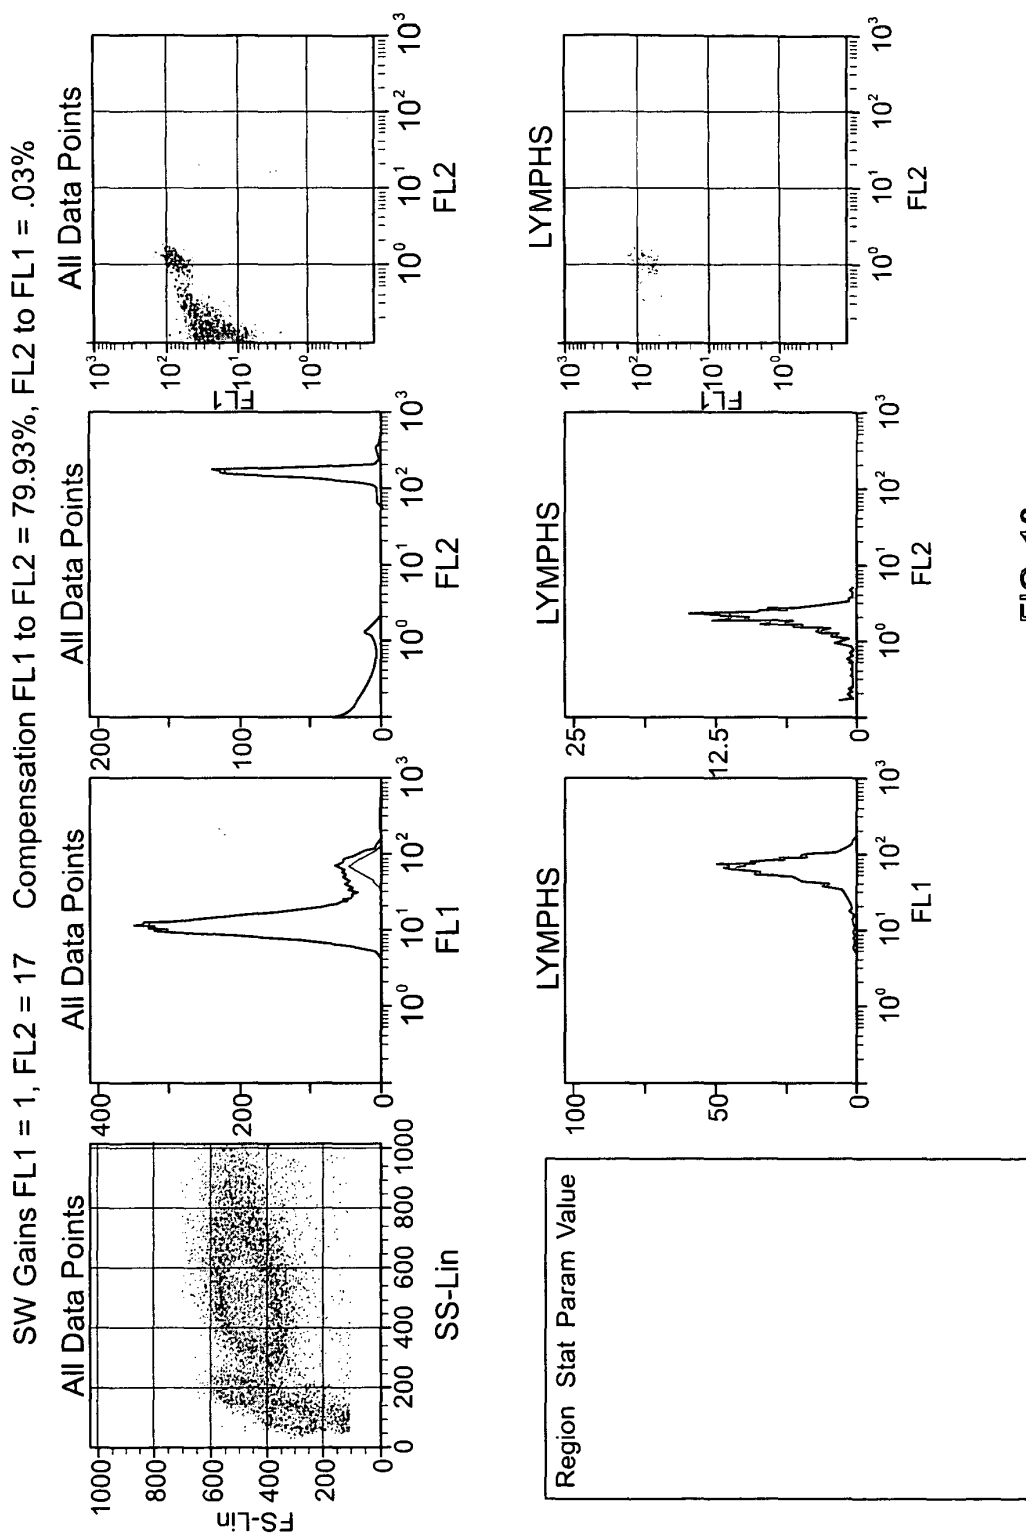 SW Gains FL1 = 1, FL2 = 17 Compensation FL1 to FL2 = 79.93%, FL2 to FL1 = .03%
All Data Points
1000
800
600
400
200
0
FS-Lin
0 200 400 600 800 1000
SS-Lin
All Data Points
400
200
0
10⁰ 10¹ 10² 10³
FL1
All Data Points
200
100
0
10⁰ 10¹ 10² 10³
FL2
All Data Points
10³
10²
10¹
10⁰
FL1
10⁰ 10¹ 10² 10³
FL2
Region Stat Param Value
LYMPHS
100
50
0
10⁰ 10¹ 10² 10³
FL1
LYMPHS
25
12.5
0
10⁰ 10¹ 10² 10³
FL2
LYMPHS
10³
10²
10¹
10⁰
FL1
10⁰ 10¹ 10² 10³
FL2